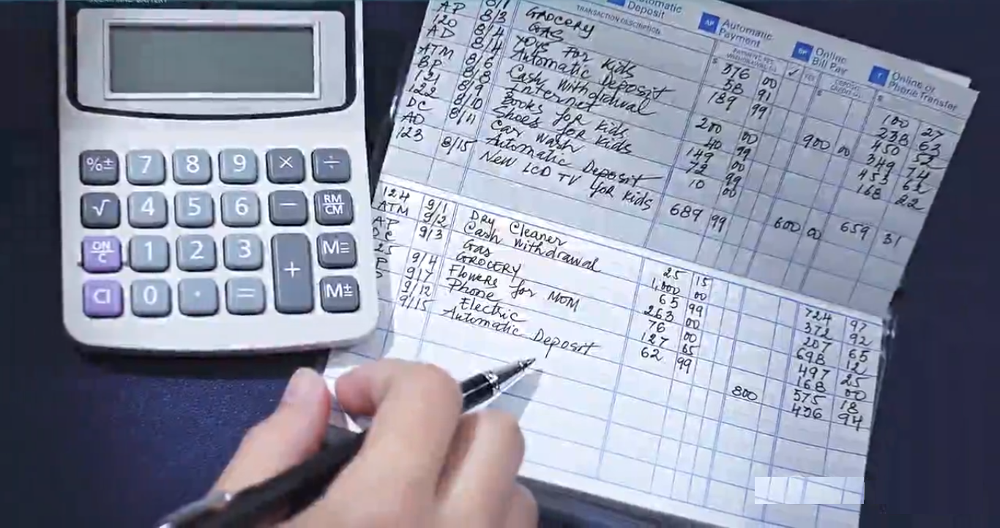 Automatic Deposit
AP Automatic Payment
BP Online Bill Pay
T Online or Phone Transfer
TRANSACTION DESCRIPTION
$ $ $
GROCERY 376 00
AP 8/1 GAS 58 91
120 8/3 TOYS For Kids 189 99
AD 8/4 Automatic Deposit 900 00
ATM 8/4 Cash withdrawal 200 00
BP 8/6 Internet 40 99
121 8/8 Books for kids 149 00
122 8/9 Shoes for Kids 79 99
DC 8/10 Car Wash 10 00
AD 8/11 Automatic Deposit 600 00
123 8/15 New LCD TV for kids 689 99
100 27
238 63
450 52
349 74
453 62
168 22
659 31
124 9/1 Dry Cleaner 25 15 724 97
ATM 9/2 Cash withdrawal 1,000 00 372 92
AP 9/3 Gas 65 99 207 65
DC GROCERY 263 00 698 12
25 9/4 Flowers for MOM 76 00 497 25
P 9/7 Phone 127 65 168 00
9/12 Electric 62 99 575 18
9/15 Automatic Deposit 800 436 94
%± 7 8 9 × ÷
√ 4 5 6 − RM/CM
ON/C 1 2 3 + M=
CI 0 · = M±